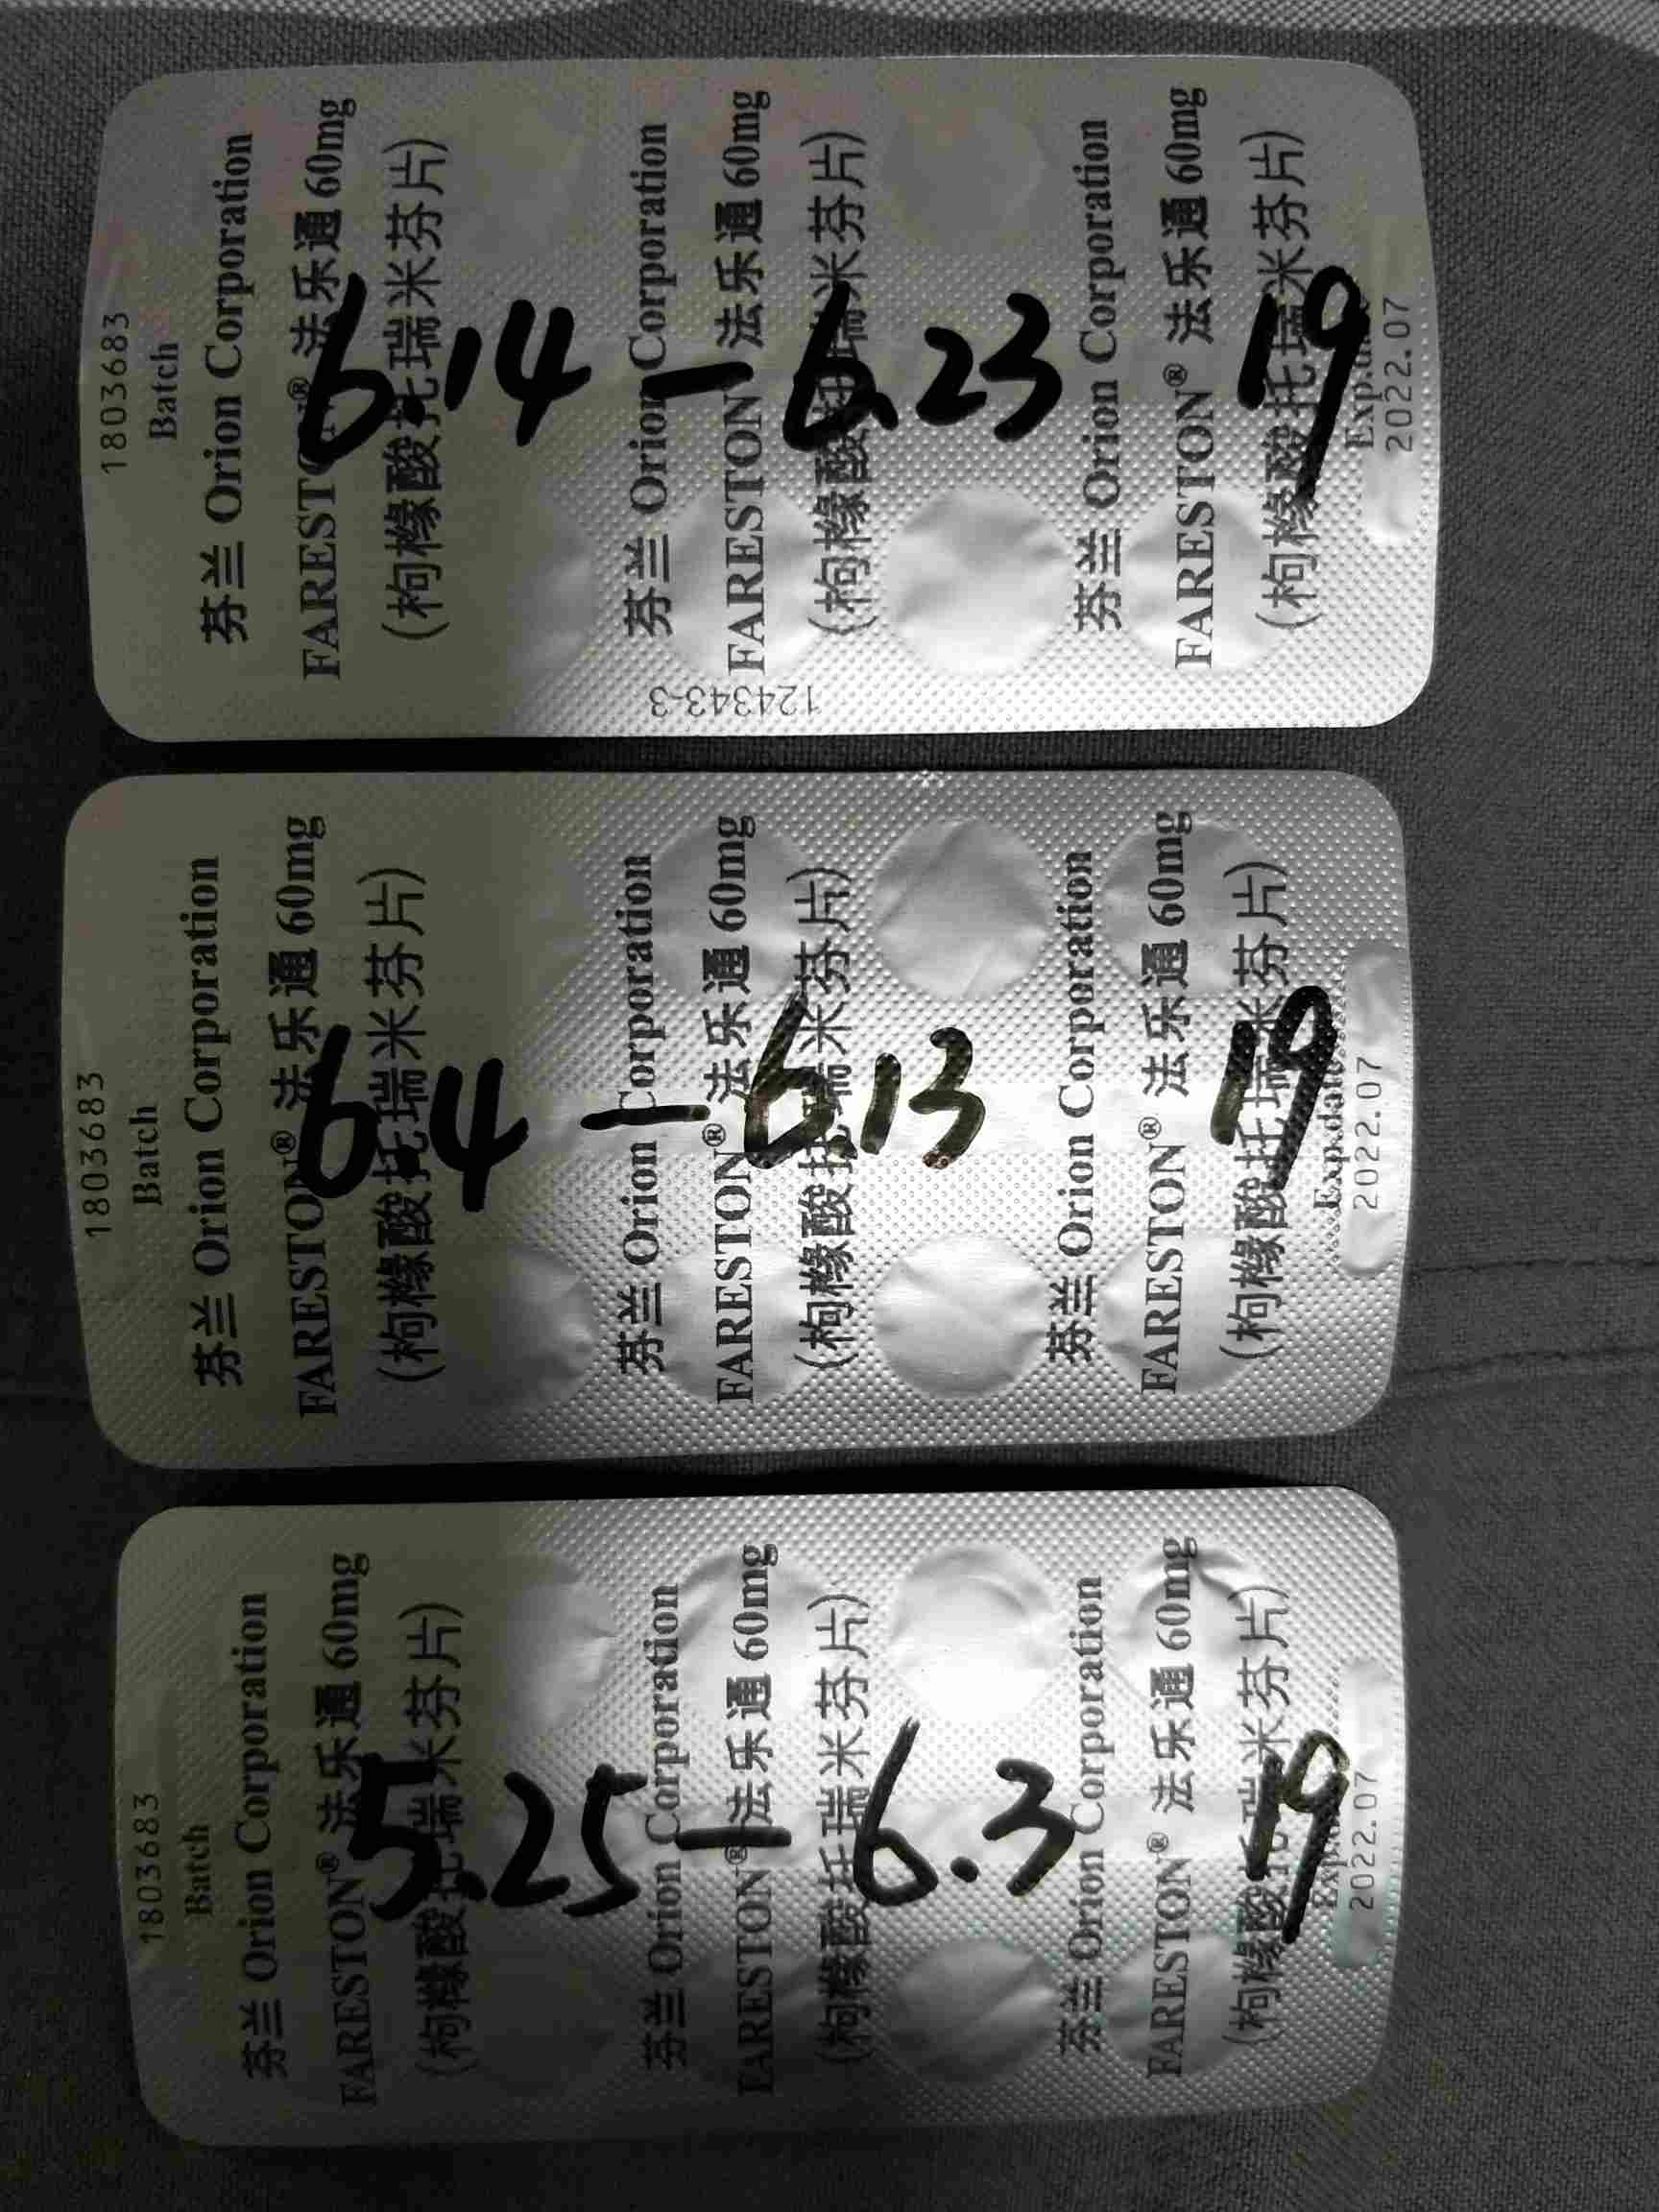 1803683
Batch
芬兰 Orion Corporation
FARESTON® 法乐通 60mg
(枸橼酸托瑞米芬片)
6.14 — 6.23 19
芬兰 Orion Corporation
FARESTON® 法乐通 60mg
(枸橼酸托瑞米芬片)
124343-3
芬兰 Orion Corporation
FARESTON® 法乐通 60mg
(枸橼酸托瑞米芬片)
2022.07
1803683
Batch
芬兰 Orion Corporation
FARESTON® 法乐通 60mg
(枸橼酸托瑞米芬片)
6.4 — 6.13 19
芬兰 Orion Corporation
FARESTON® 法乐通 60mg
(枸橼酸托瑞米芬片)
芬兰 Orion Corporation
FARESTON® 法乐通 60mg
(枸橼酸托瑞米芬片)
Exp.date
2022.07
1803683
Batch
芬兰 Orion Corporation
FARESTON® 法乐通 60mg
(枸橼酸托瑞米芬片)
5.25 — 6.3 19
芬兰 Orion Corporation
FARESTON® 法乐通 60mg
(枸橼酸托瑞米芬片)
芬兰 Orion Corporation
FARESTON® 法乐通 60mg
(枸橼酸托瑞米芬片)
2022.07